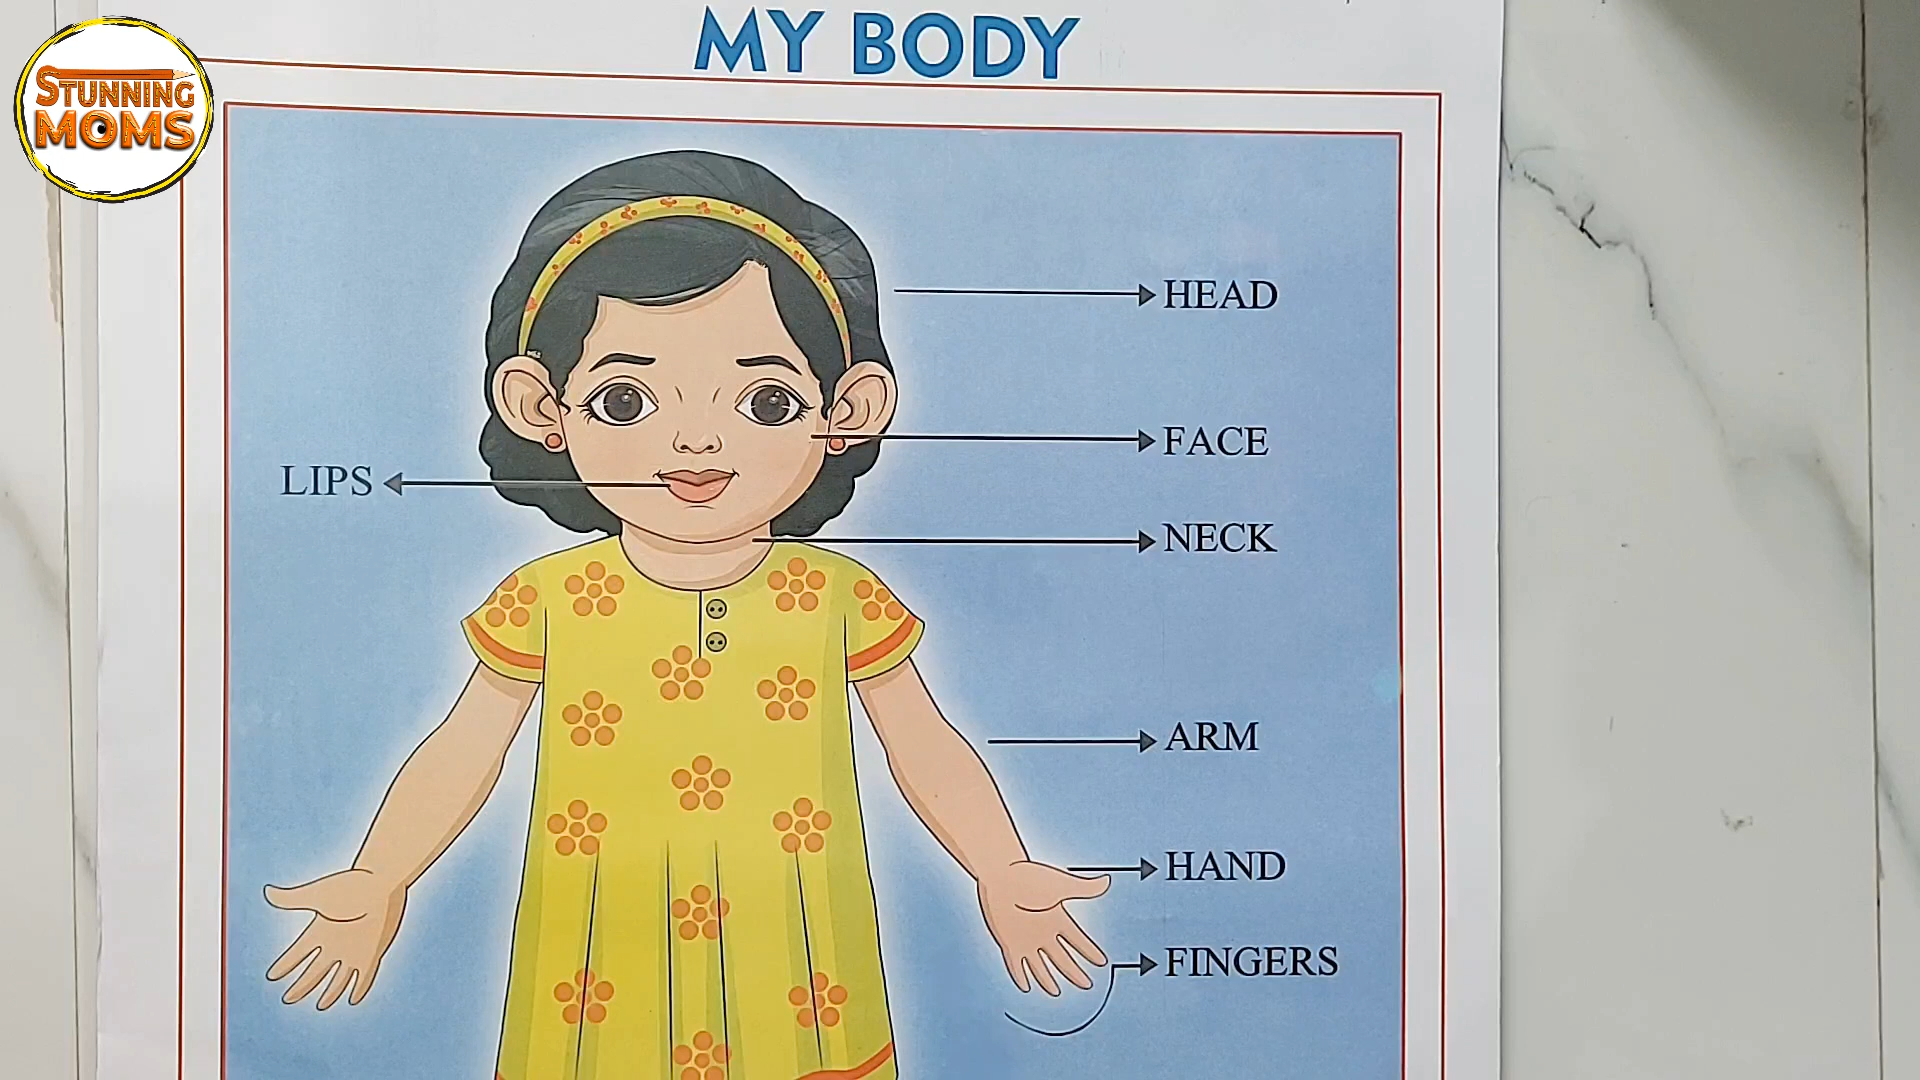 STUNNING
MOMS
MY BODY
HEAD
FACE
LIPS
NECK
ARM
HAND
FINGERS